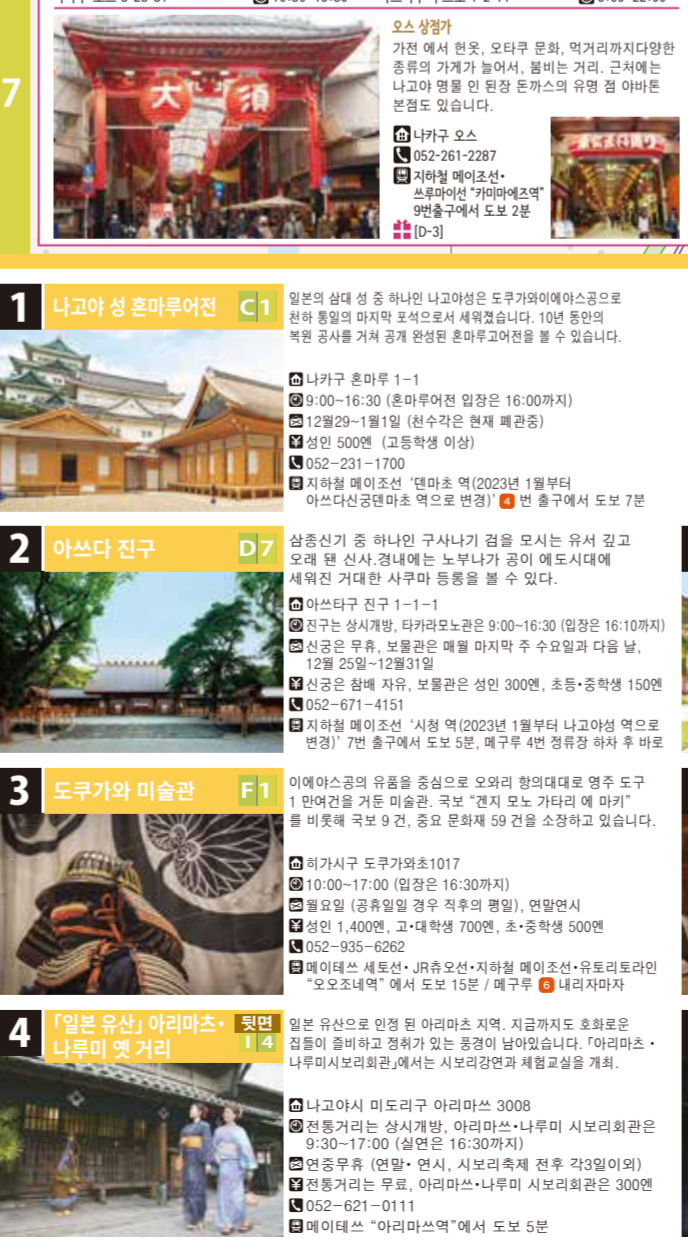 7
오스 상점가
가전 에서 헌옷, 오타쿠 문화, 먹거리까지다양한
종류의 가게가 늘어서, 붐비는 거리. 근처에는
나고야 명물 인 된장 돈까스의 유명 점 야바톤
본점도 있습니다.
大須
나카구 오스
052-261-2287
지하철 메이조선•
쓰루마이선 “카미마에즈역”
9번출구에서 도보 2분
[D-3]
1 나고야 성 혼마루어전 C 1
일본의 삼대 성 중 하나인 나고야성은 도쿠가와이에야스공으로
천하 통일의 마지막 포석으로서 세워졌습니다. 10년 동안의
복원 공사를 거쳐 공개 완성된 혼마루고어전을 볼 수 있습니다.
나카구 혼마루 1-1
9:00~16:30 (혼마루어전 입장은 16:00까지)
12월29~1월1일 (천수각은 현재 폐관중)
성인 500엔 (고등학생 이상)
052-231-1700
지하철 메이조선 ‘덴마초 역(2023년 1월부터
아쓰다신궁덴마초 역으로 변경)’ 4 번 출구에서 도보 7분
2 아쓰다 진구 D 7
삼종신기 중 하나인 구사나기 검을 모시는 유서 깊고
오래 됀 신사.경내에는 노부나가 공이 에도시대에
세워진 거대한 사쿠마 등롱을 볼 수 있다.
아쓰타구 진구 1-1-1
진구는 상시개방, 타카라모노관은 9:00~16:30 (입장은 16:10까지)
신궁은 무휴, 보물관은 매월 마지막 주 수요일과 다음 날,
12월 25일~12월31일
신궁은 참배 자유, 보물관은 성인 300엔, 초등•중학생 150엔
052-671-4151
지하철 메이조선 ‘시청 역(2023년 1월부터 나고야성 역으로
변경)’ 7번 출구에서 도보 5분, 메구루 4번 정류장 하차 후 바로
3 도쿠가와 미술관 F 1
이에야스공의 유품을 중심으로 오와리 항의대대로 영주 도구
1 만여건을 거둔 미술관. 국보 “겐지 모노 가타리 에 마키”
를 비롯해 국보 9 건, 중요 문화재 59 건을 소장하고 있습니다.
히가시구 도쿠가와초1017
10:00~17:00 (입장은 16:30까지)
월요일 (공휴일일 경우 직후의 평일), 연말연시
성인 1,400엔, 고•대학생 700엔, 초•중학생 500엔
052-935-6262
메이테쓰 세토선• JR츄오선•지하철 메이조선•유토리토라인
“오오조네역” 에서 도보 15분 / 메구루 6 내리자마자
4 「일본 유산」 아리마츠• 뒷면
나루미 옛 거리 I 4
일본 유산으로 인정 된 아리마츠 지역. 지금까지도 호화로운
집들이 즐비하고 정취가 있는 풍경이 남아있습니다. 「아리마츠 •
나루미시보리회관」에서는 시보리강연과 체험교실을 개최.
나고야시 미도리구 아리마쓰 3008
전통거리는 상시개방, 아리마쓰•나루미 시보리회관은
9:30~17:00 (실연은 16:30까지)
연중무휴 (연말• 연시, 시보리축제 전후 각3일이외)
전통거리는 무료, 아리마쓰•나루미 시보리회관은 300엔
052-621-0111
메이테쓰 “아리마쓰역”에서 도보 5분